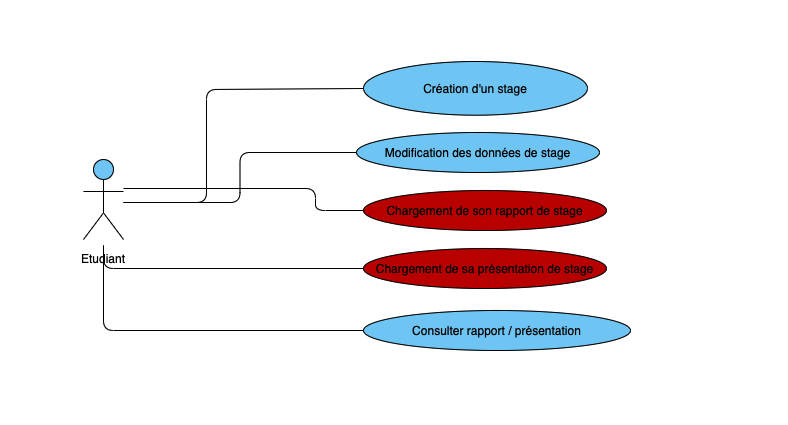 Création d'un stage
Modification des données de stage
Chargement de son rapport de stage
Etudiant
Chargement de sa présentation de stage
Consulter rapport / présentation